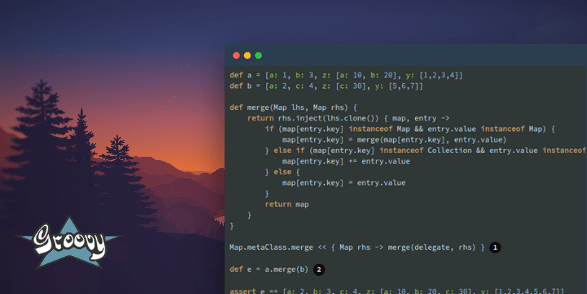 def a = [a: 1, b: 3, z: [a: 10, b: 20], y: [1,2,3,4]]
def b = [a: 2, c: 4, z: [c: 30], y: [5,6,7]]
def merge(Map lhs, Map rhs) {
return rhs.inject(lhs.clone()) { map, entry ->
if (map[entry.key] instanceof Map && entry.value instanceof Map) {
map[entry.key] = merge(map[entry.key], entry.value)
} else if (map[entry.key] instanceof Collection && entry.value instanceof
map[entry.key] += entry.value
} else {
map[entry.key] = entry.value
}
return map
}
}
Groovy
Map.metaClass.merge << { Map rhs -> merge(delegate, rhs) } 1
def e = a.merge(b) 2
assert e == [a: 2, b: 3, c: 4, z: [a: 10, b: 20, c: 30], y: [1,2,3,4,5,6,7]]